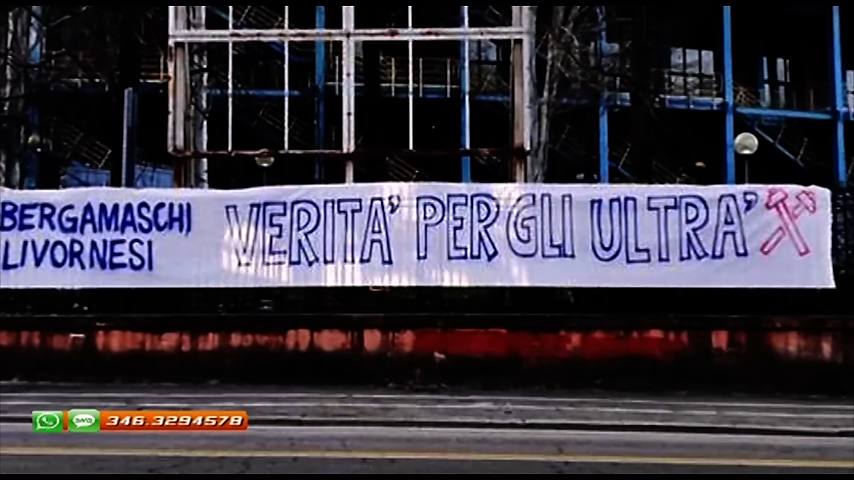 BERGAMASCHI
LIVORNESI
VERITA' PER GLI ULTRA'
346.3294578